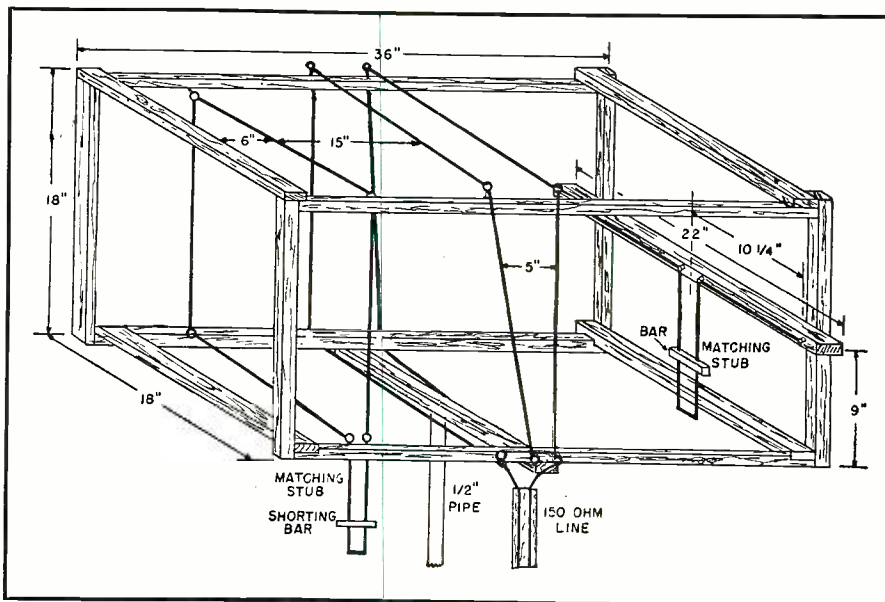 36"
6"
15"
18"
22"
10 1/4"
5"
BAR
MATCHING
STUB
18"
9"
MATCHING
STUB
SHORTING
BAR
1/2"
PIPE
150 OHM
LINE